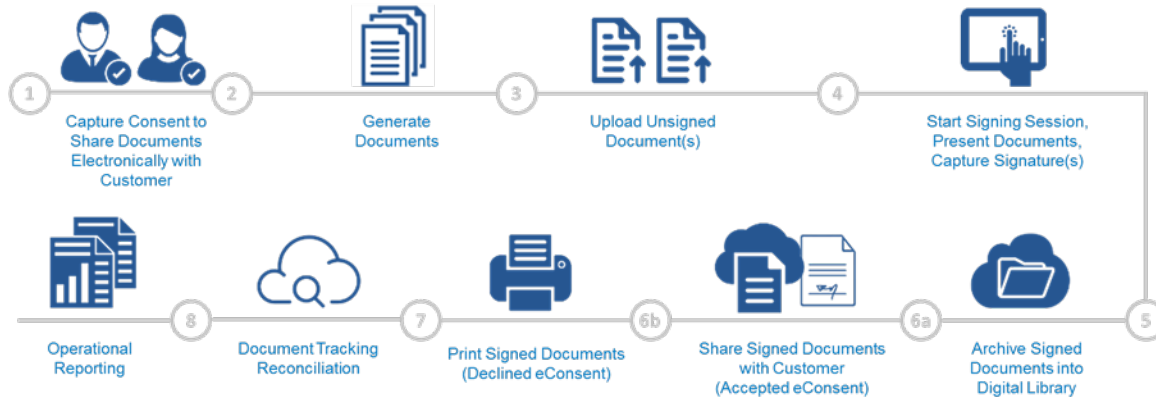 1
2
3
4
Capture Consent to
Share Documents
Electronically with
Customer
Generate
Documents
Upload Unsigned
Document(s)
Start Signing Session,
Present Documents,
Capture Signature(s)
8
7
6b
6a
5
Operational
Reporting
Document Tracking
Reconciliation
Print Signed Documents
(Declined eConsent)
Share Signed Documents
with Customer
(Accepted eConsent)
Archive Signed
Documents into
Digital Library